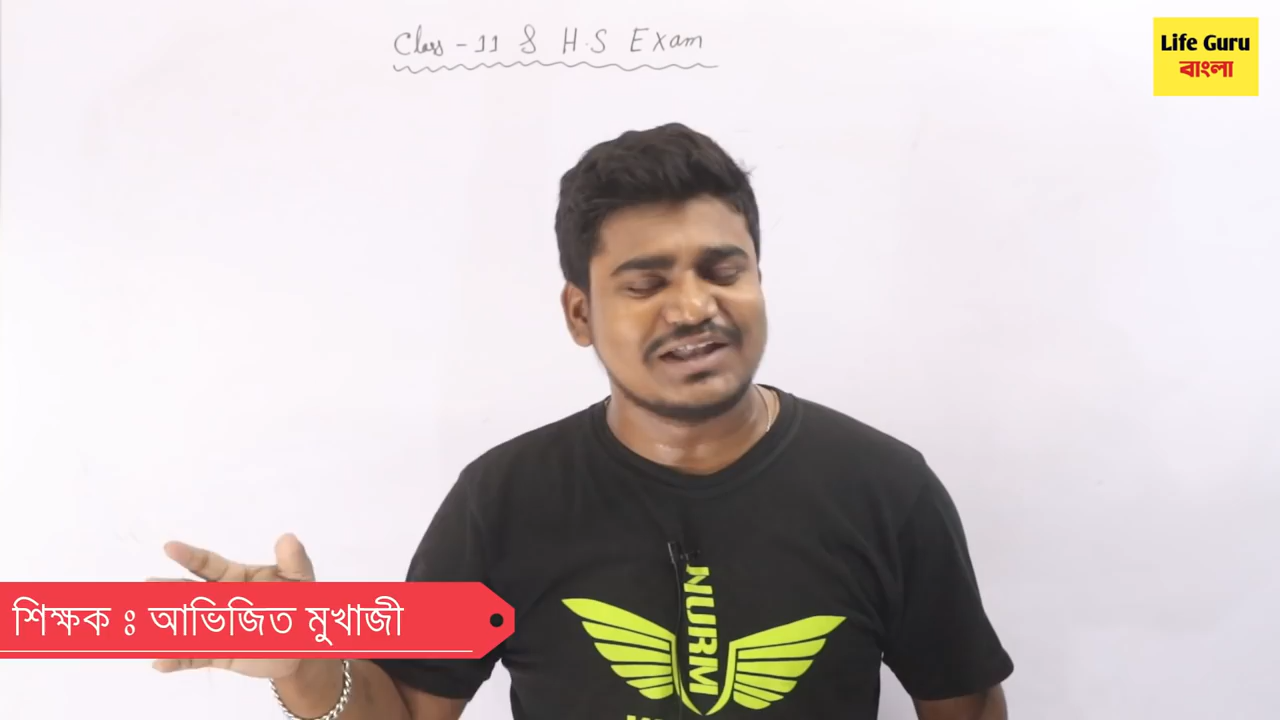 Class - 11 & H.S Exam
Life Guru
বাংলা
শিক্ষক ঃ আভিজিত মুখাজী
NURM